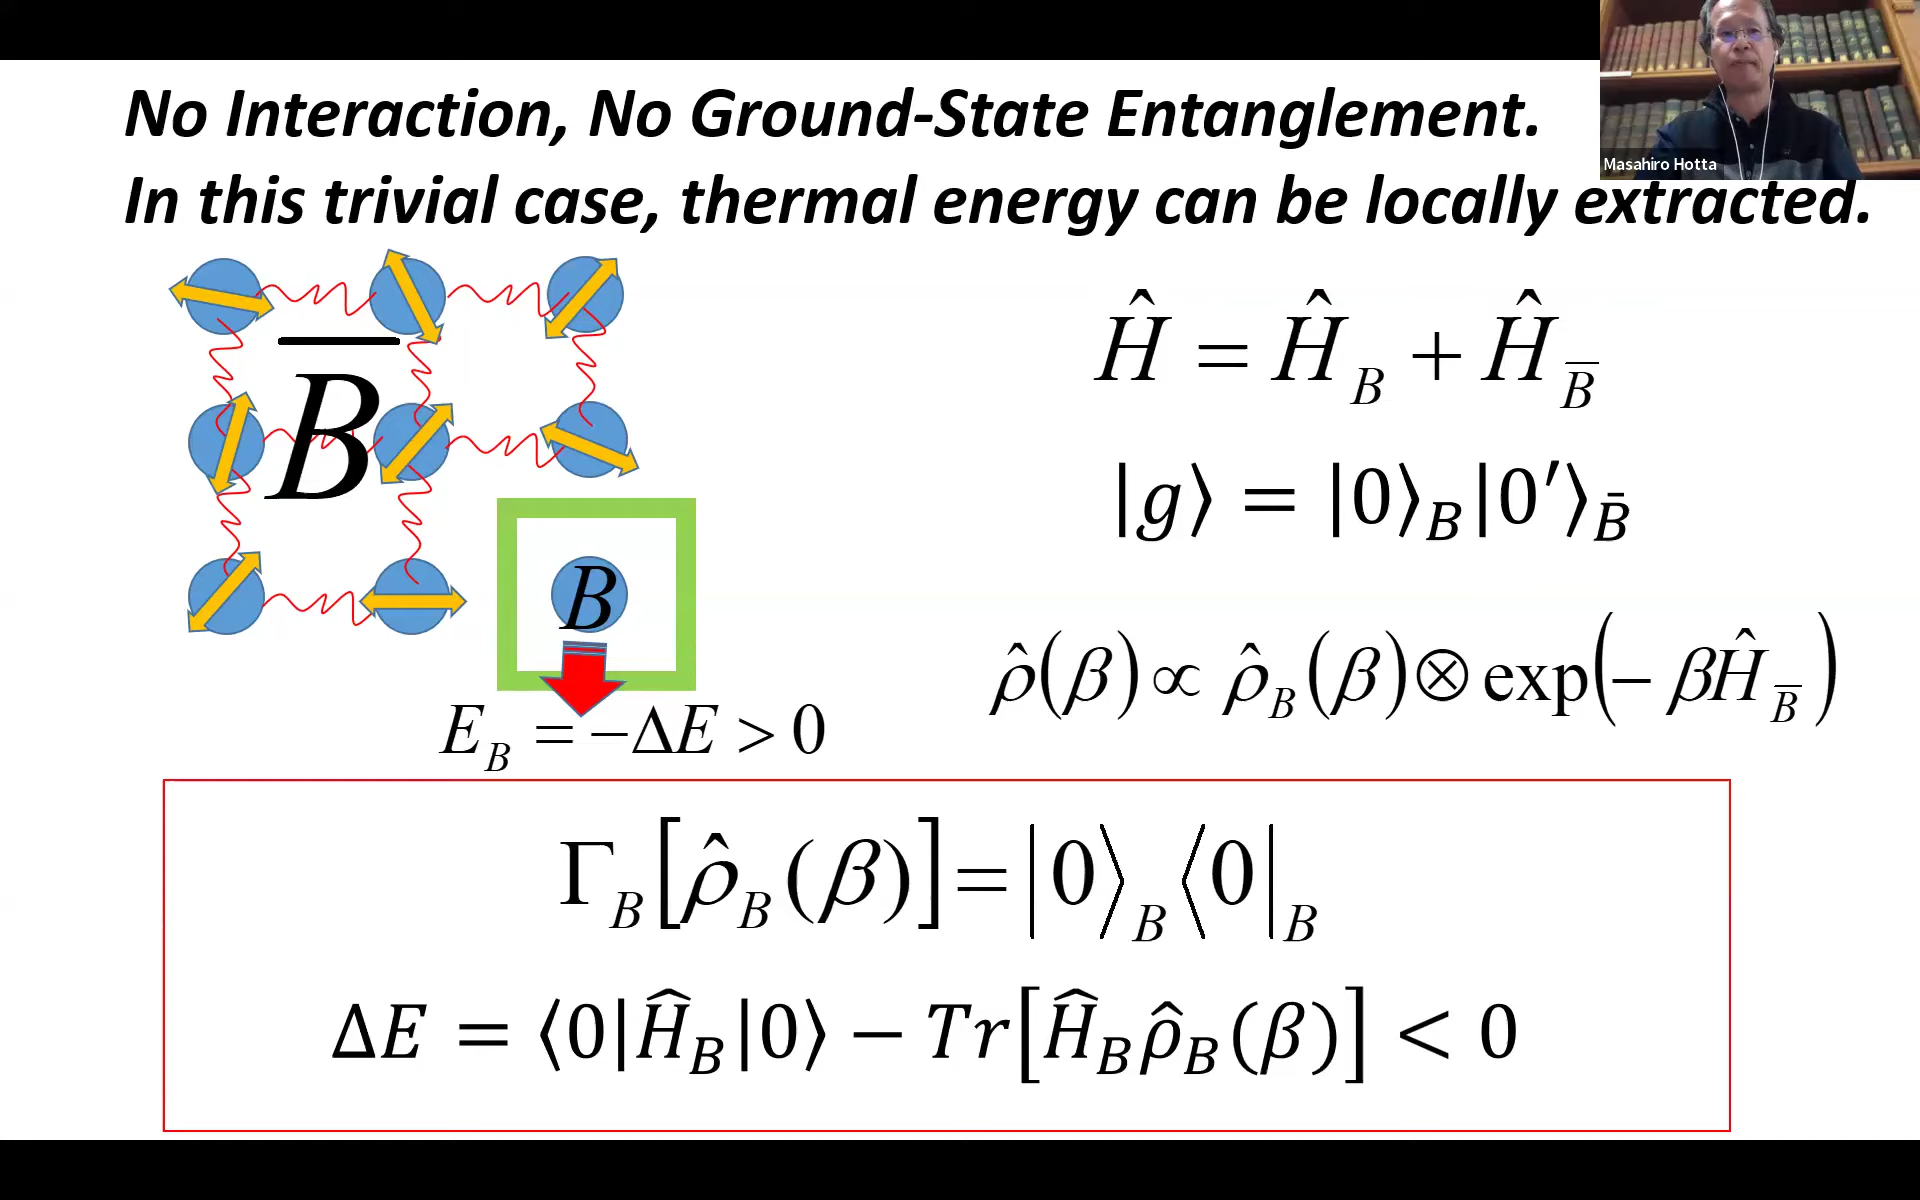 Masahiro Hotta
No Interaction, No Ground-State Entanglement.
In this trivial case, thermal energy can be locally extracted.
B̅
B
E_B = −ΔE > 0
Ĥ = Ĥ_B + Ĥ_B̅
|g⟩ = |0⟩_B |0′⟩_B̅
ρ̂(β) ∝ ρ̂_B(β) ⊗ exp(−βĤ_B̅)
Γ_B[ρ̂_B(β)] = |0⟩_B ⟨0|_B
ΔE = ⟨0|Ĥ_B|0⟩ − Tr[Ĥ_B ρ̂_B(β)] < 0